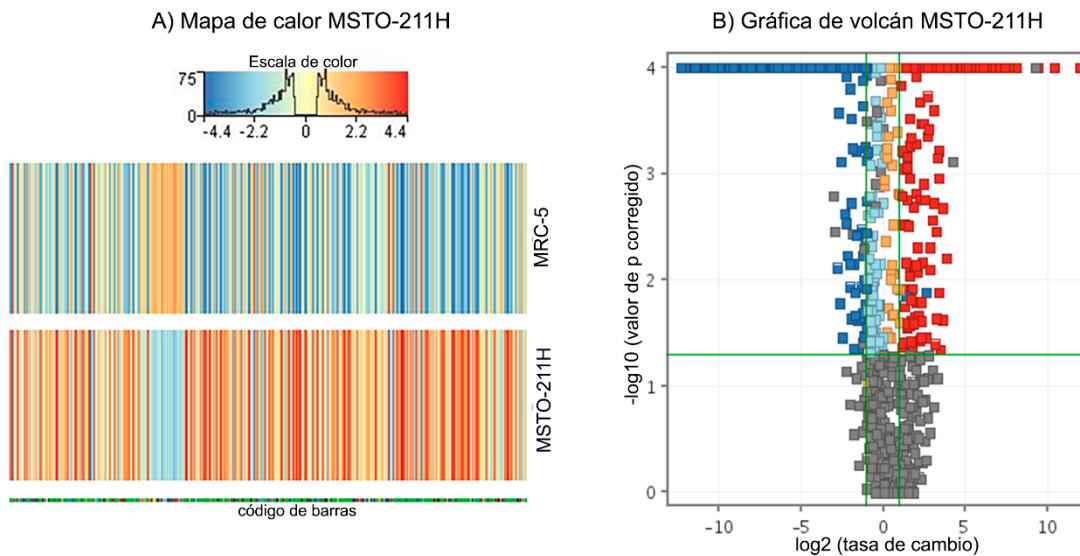 A) Mapa de calor MSTO-211H
Escala de color
75
0
-4.4 -2.2 0 2.2 4.4
MRC-5
MSTO-211H
código de barras
B) Gráfica de volcán MSTO-211H
-log10 (valor de p corregido)
4
3
2
1
0
-10 -5 0 5 10
log2 (tasa de cambio)